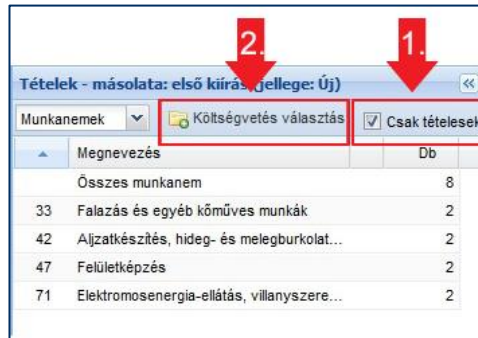 2. 1.
Tételek - másolata: első kiírás (jellege: Új) «
Munkanemek Költségvetés választás Csak tételesek
Megnevezés Db
Összes munkanem 8
33 Falazás és egyéb kőműves munkák 2
42 Aljzatkészítés, hideg- és melegburkolat... 2
47 Felületképzés 2
71 Elektromosenergia-ellátás, villanyszere... 2